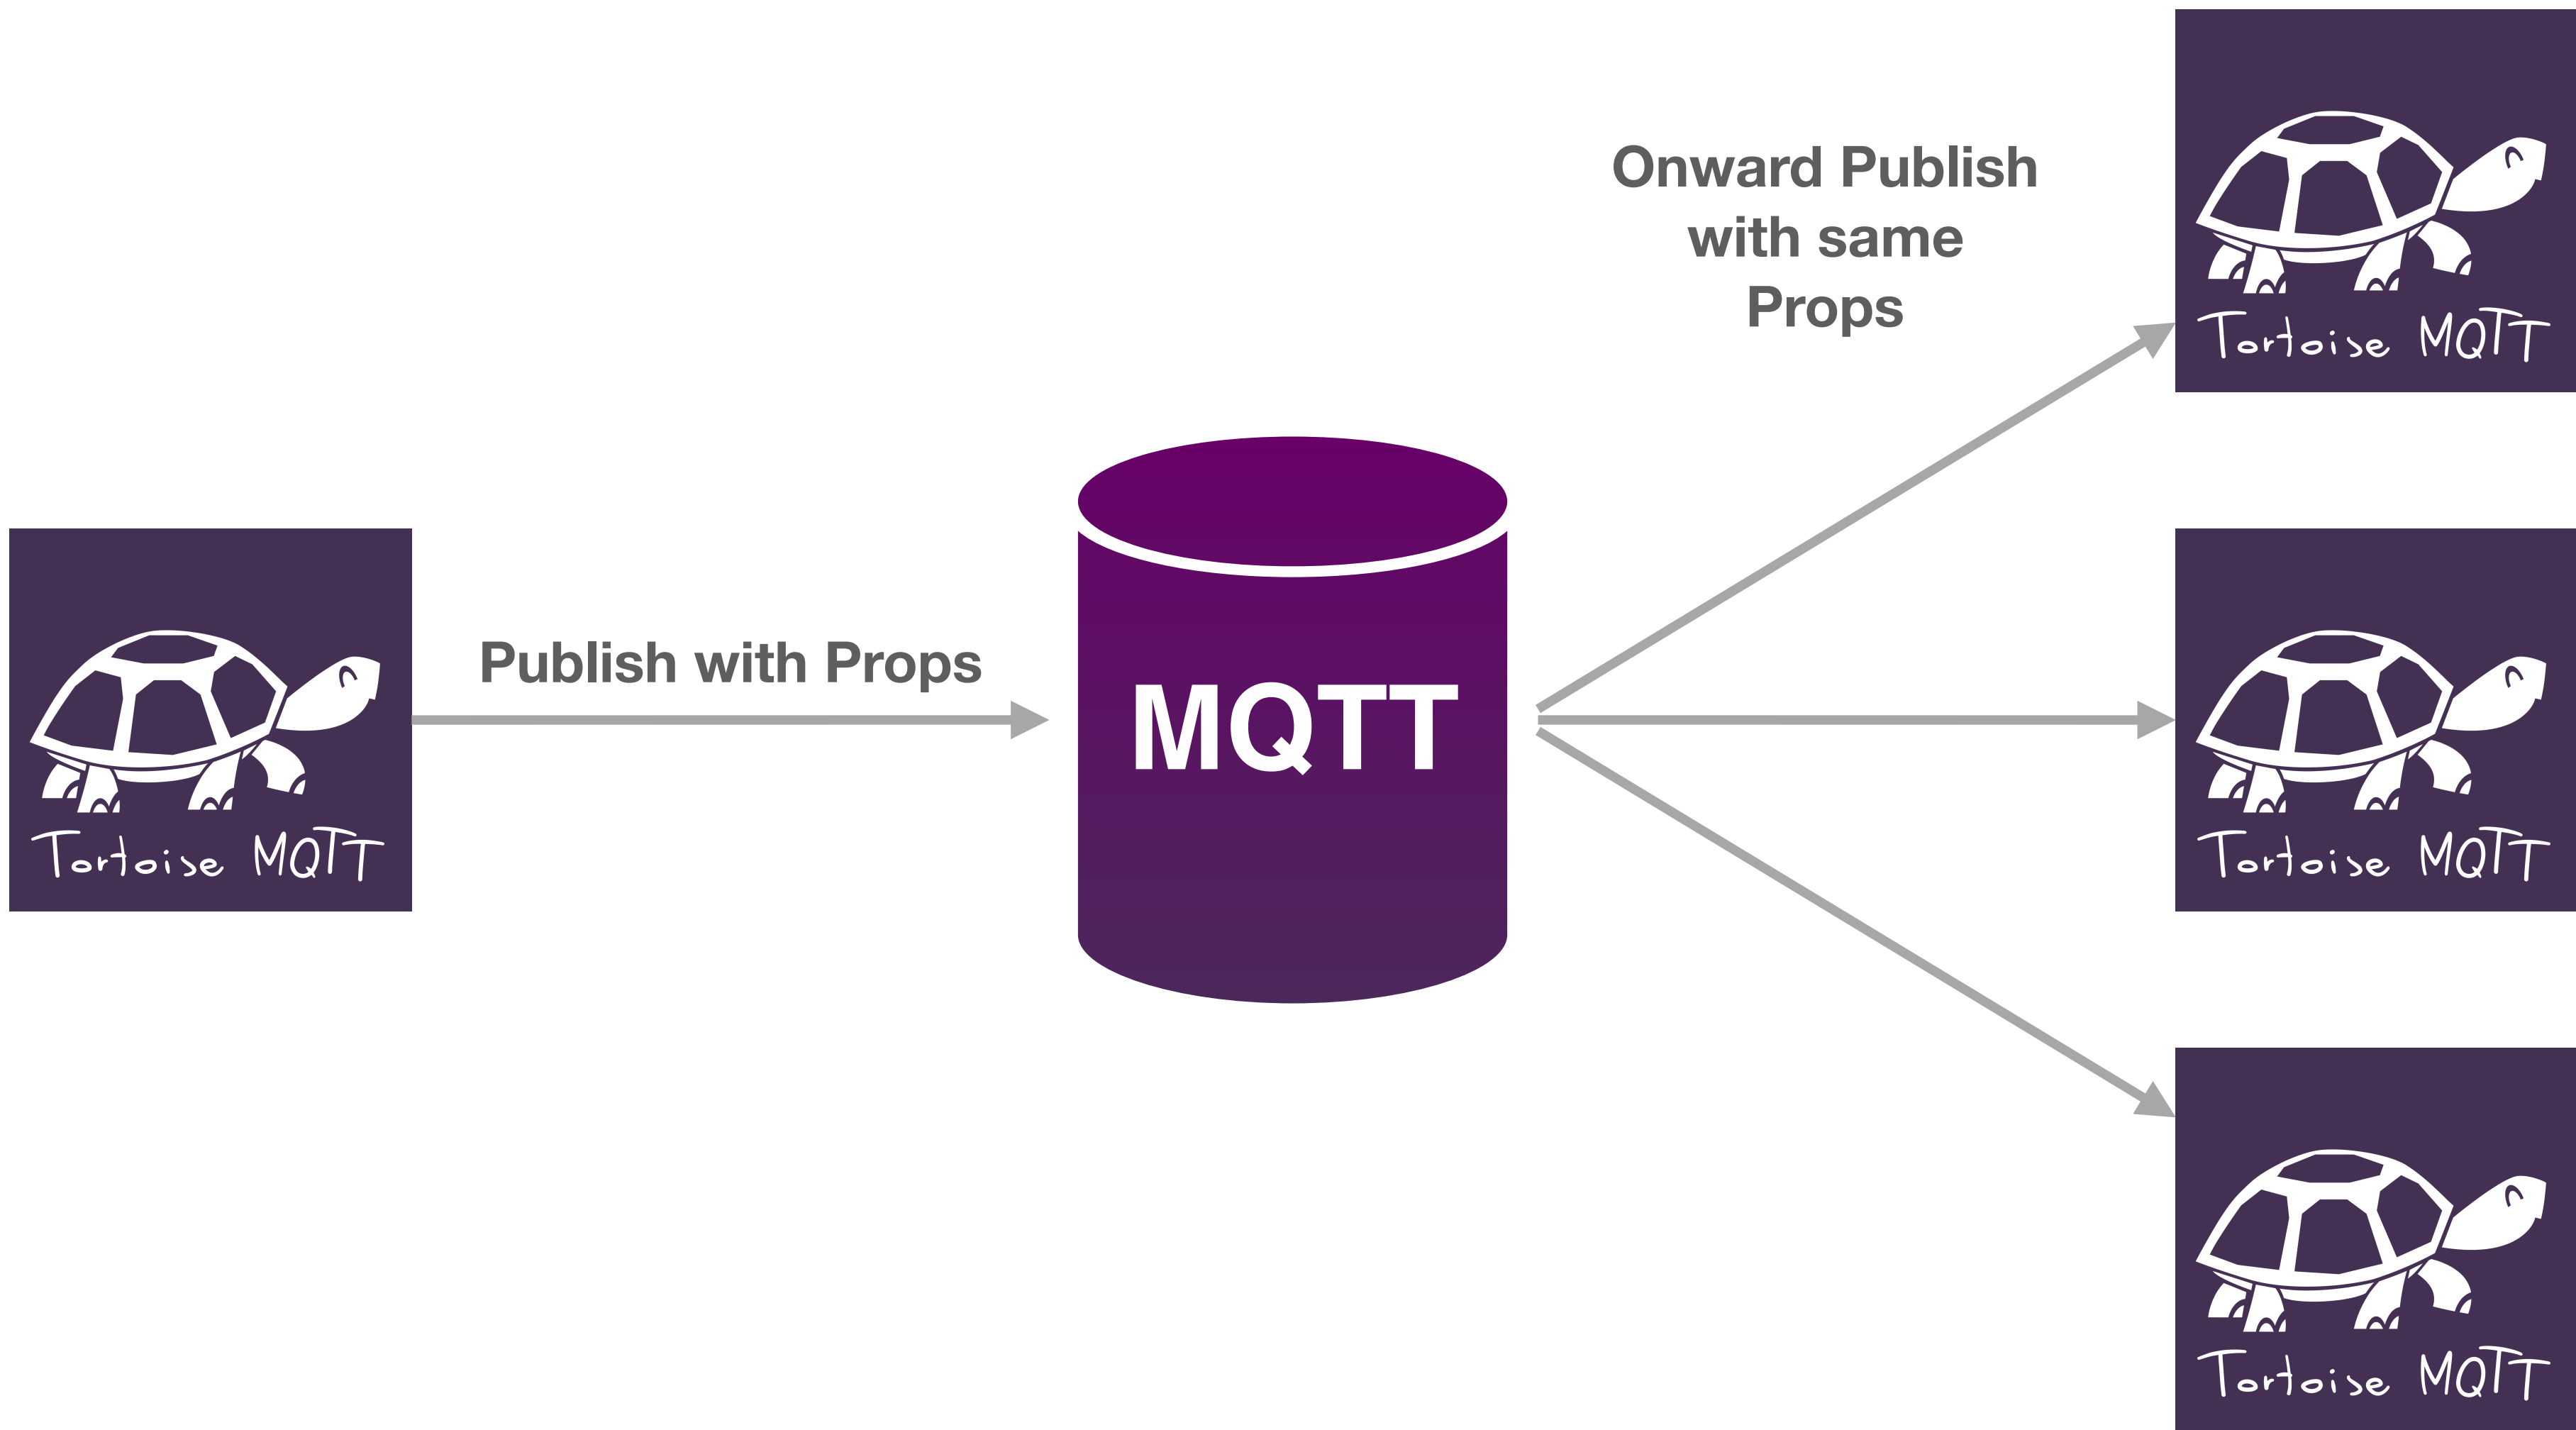 Onward Publish
with same
Props
Tortoise MQTT
Publish with Props
MQTT
Tortoise MQTT
Tortoise MQTT
Tortoise MQTT